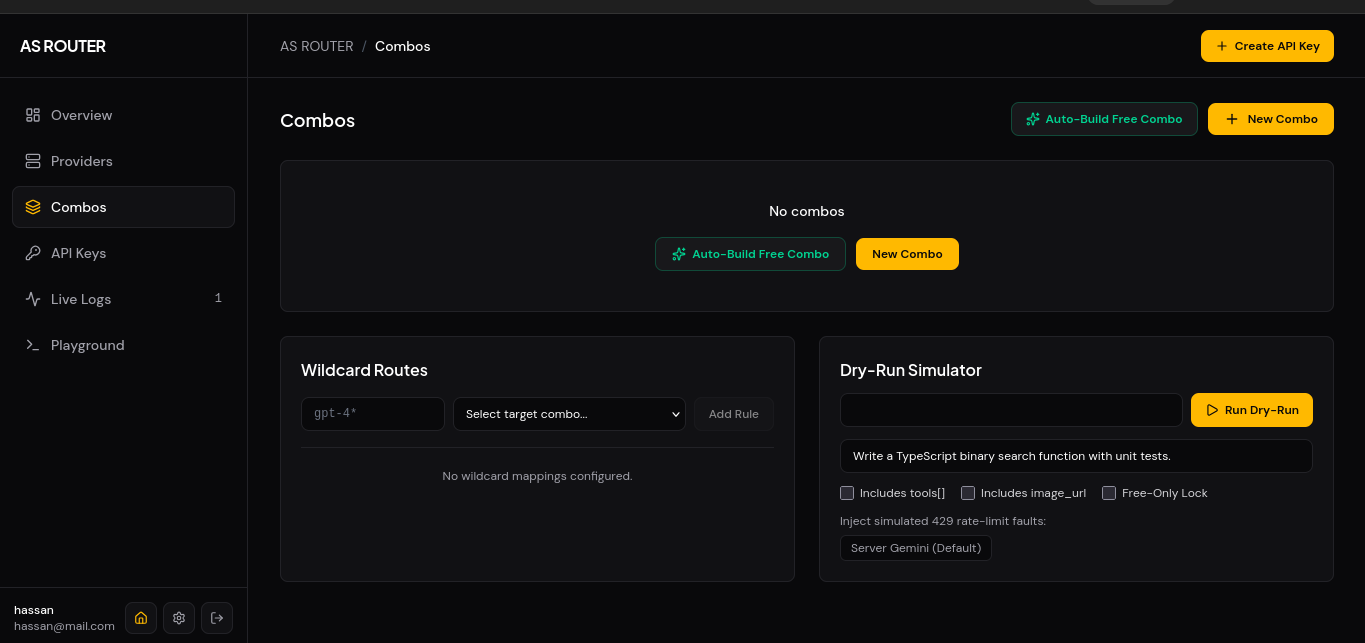 AS ROUTER
AS ROUTER / Combos
Create API Key
Overview
Providers
Combos
API Keys
Live Logs 1
Playground
Combos
Auto-Build Free Combo
New Combo
No combos
Auto-Build Free Combo
New Combo
Wildcard Routes
gpt-4*
Select target combo...
Add Rule
No wildcard mappings configured.
Dry-Run Simulator
Run Dry-Run
Write a TypeScript binary search function with unit tests.
Includes tools[]
Includes image_url
Free-Only Lock
Inject simulated 429 rate-limit faults:
Server Gemini (Default)
hassan
hassan@mail.com